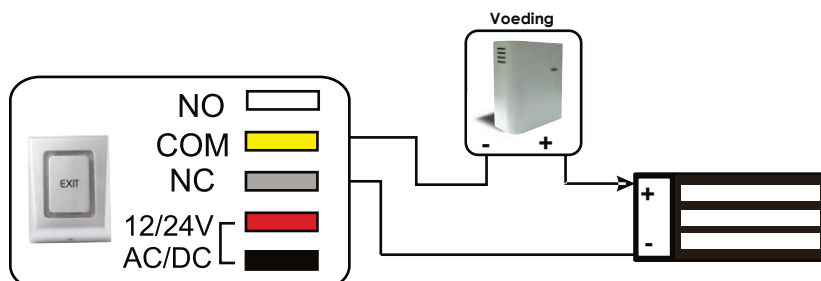 Voeding
NO
COM
NC
12/24V
AC/DC
EXIT
- +
+
-